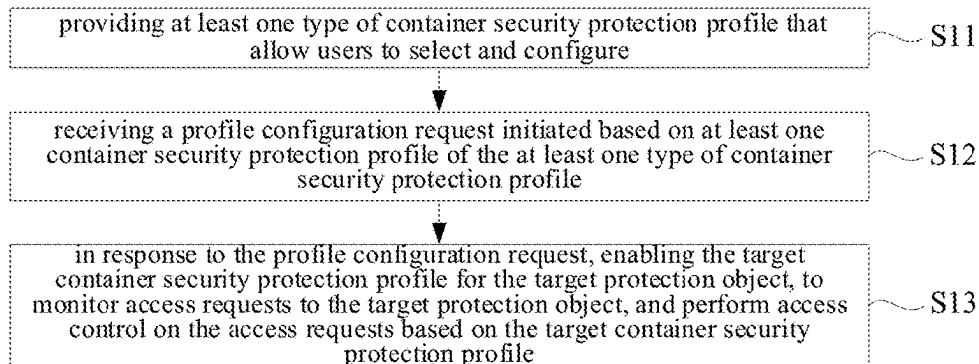 providing at least one type of container security protection profile that
allow users to select and configure
S11
receiving a profile configuration request initiated based on at least one
container security protection profile of the at least one type of container
security protection profile
S12
in response to the profile configuration request, enabling the target
container security protection profile for the target protection object, to
monitor access requests to the target protection object, and perform access
control on the access requests based on the target container security
protection profile
S13